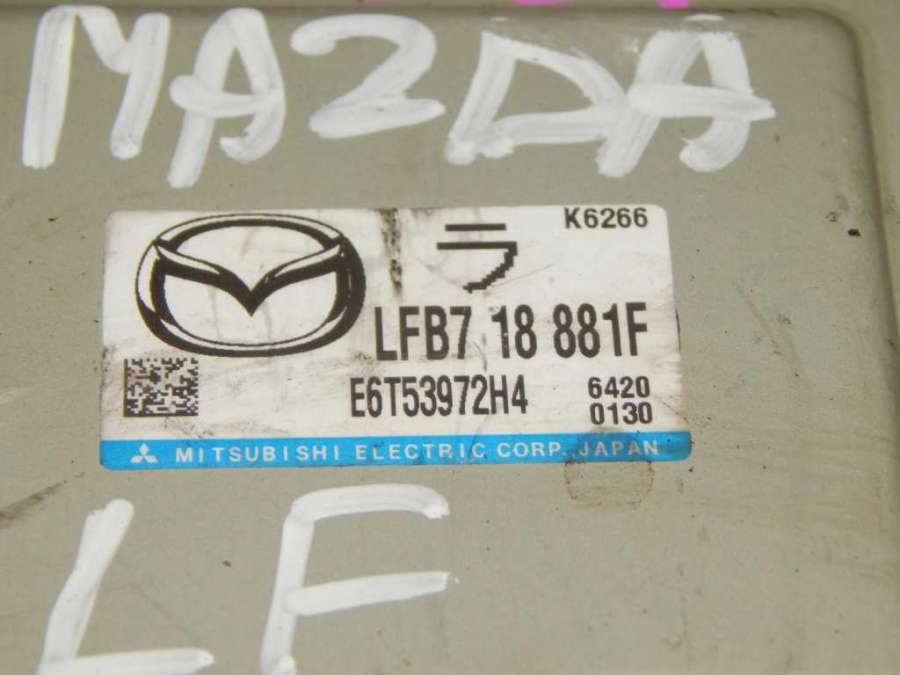 MAZDA
K6266
ラ
LFB7 18 881F
E6T53972H4 6420
0130
MITSUBISHI ELECTRIC CORP. JAPAN
LF